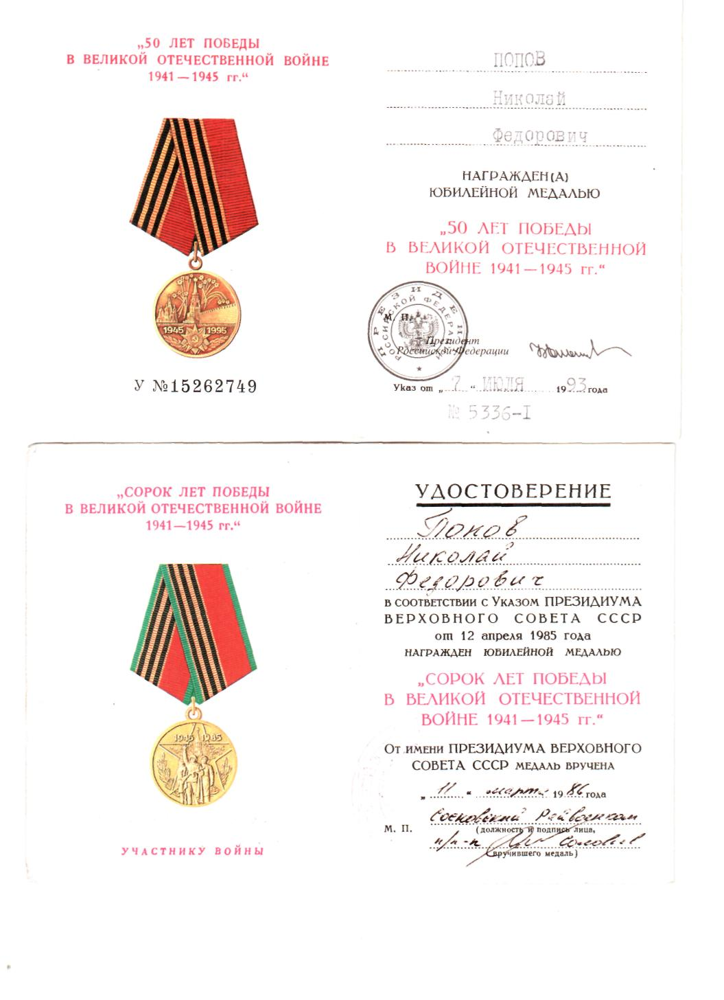 „50 ЛЕТ ПОБЕДЫ
В ВЕЛИКОЙ ОТЕЧЕСТВЕННОЙ ВОЙНЕ
1941—1945 гг.“
1945 1995
У №15262749
ПОПОВ
Николай
Федорович
НАГРАЖДЕН(А)
ЮБИЛЕЙНОЙ МЕДАЛЬЮ
„50 ЛЕТ ПОБЕДЫ
В ВЕЛИКОЙ ОТЕЧЕСТВЕННОЙ
ВОЙНЕ 1941—1945 гг.“
М. П.
Президент
Российской Федерации
Указ от „7“ ИЮЛЯ 1993 года
№ 5336-I
„СОРОК ЛЕТ ПОБЕДЫ
В ВЕЛИКОЙ ОТЕЧЕСТВЕННОЙ ВОЙНЕ
1941—1945 гг.“
1945 1985
УЧАСТНИКУ ВОЙНЫ
УДОСТОВЕРЕНИЕ
Попов
Николай
Федорович
В СООТВЕТСТВИИ С УКАЗОМ ПРЕЗИДИУМА
ВЕРХОВНОГО СОВЕТА СССР
от 12 апреля 1985 года
НАГРАЖДЕН ЮБИЛЕЙНОЙ МЕДАЛЬЮ
„СОРОК ЛЕТ ПОБЕДЫ
В ВЕЛИКОЙ ОТЕЧЕСТВЕННОЙ
ВОЙНЕ 1941—1945 гг.“
ОТ ИМЕНИ ПРЕЗИДИУМА ВЕРХОВНОГО
СОВЕТА СССР МЕДАЛЬ ВРУЧЕНА
„11“ марта 1986 года
Сосновский Райвоенком
М. П.
(должность и подпись лица,
п/п-к Соловьев
вручившего медаль)